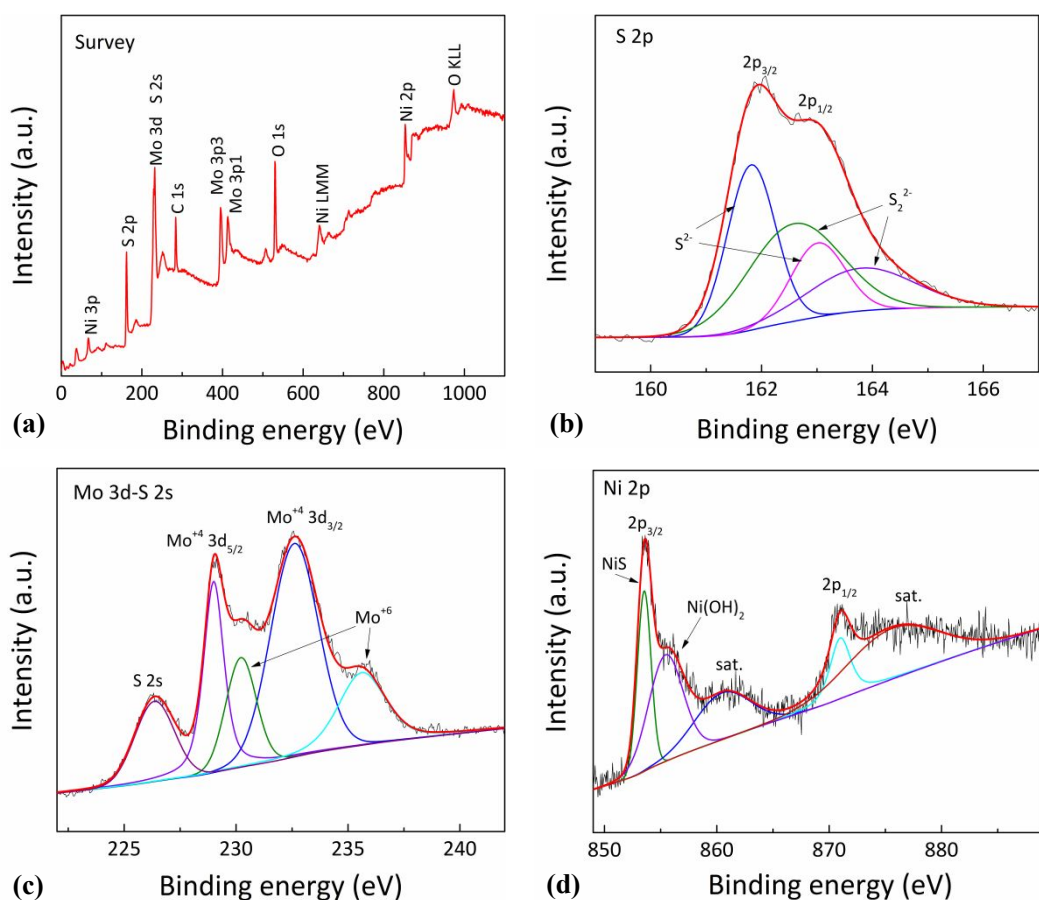 Survey
Ni 3p
S 2p
Mo 3d S 2s
C 1s
Mo 3p3
Mo 3p1
O 1s
Ni LMM
Ni 2p
O KLL
Intensity (a.u.)
0 200 400 600 800 1000
Binding energy (eV)
(a)
S 2p
2p3/2
2p1/2
S2-
S22-
Intensity (a.u.)
160 162 164 166
Binding energy (eV)
(b)
Mo 3d-S 2s
S 2s
Mo+4 3d5/2
Mo+4 3d3/2
Mo+6
Intensity (a.u.)
225 230 235 240
Binding energy (eV)
(c)
Ni 2p
2p3/2
NiS
Ni(OH)2
sat.
2p1/2
sat.
Intensity (a.u.)
850 860 870 880
Binding energy (eV)
(d)